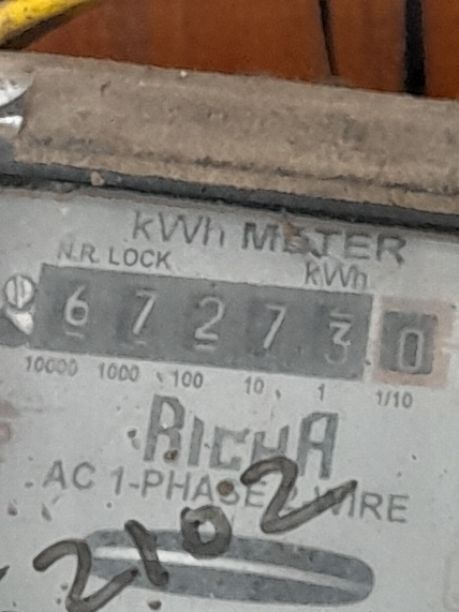 kWh METER
N.R. LOCK kWh
6 7 2 7 3 0
10000 1000 100 10 1 1/10
RICHA
AC 1-PHASE 2-WIRE
2102